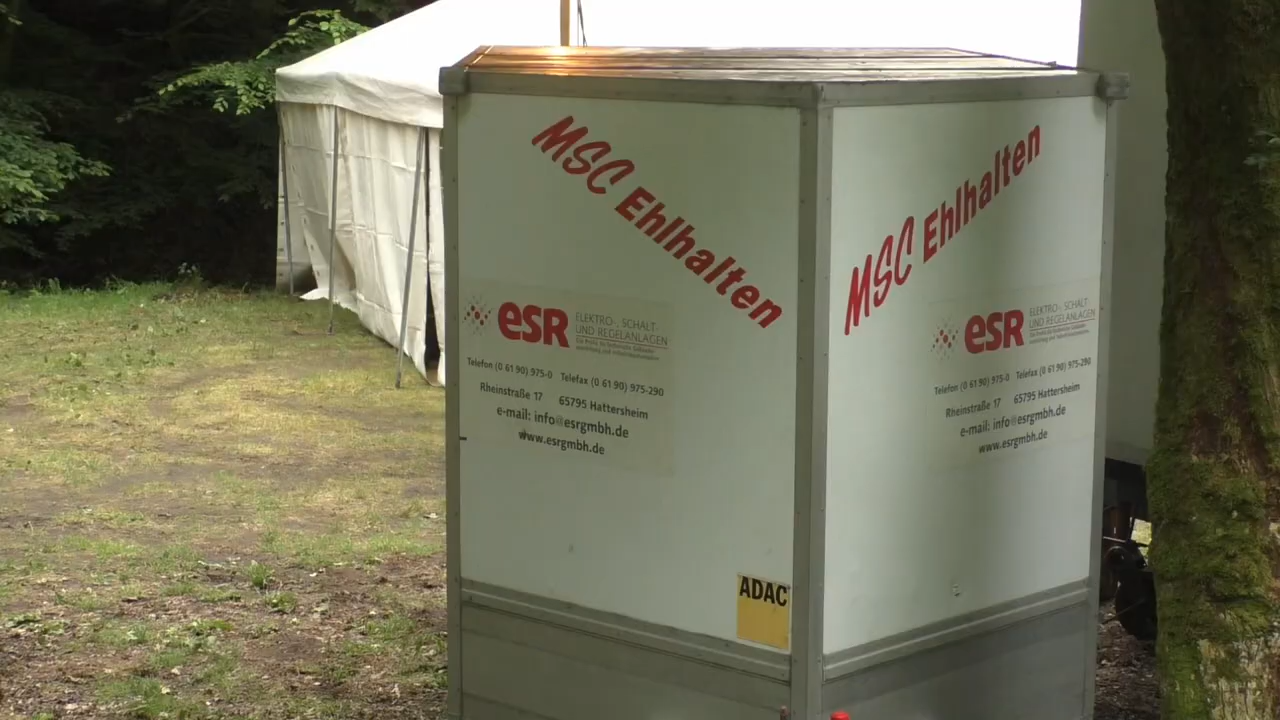 MSC Ehlhalten
esR
ELEKTRO-, SCHALT-
UND REGELANLAGEN
Telefon (0 61 90) 975-0 Telefax (0 61 90) 975-290
Rheinstraße 17 65795 Hattersheim
e-mail: info@esrgmbh.de
www.esrgmbh.de
ADAC
MSC Ehlhalten
esR
ELEKTRO-, SCHALT-
UND REGELANLAGEN
Telefon (0 61 90) 975-0 Telefax (0 61 90) 975-290
Rheinstraße 17 65795 Hattersheim
e-mail: info@esrgmbh.de
www.esrgmbh.de